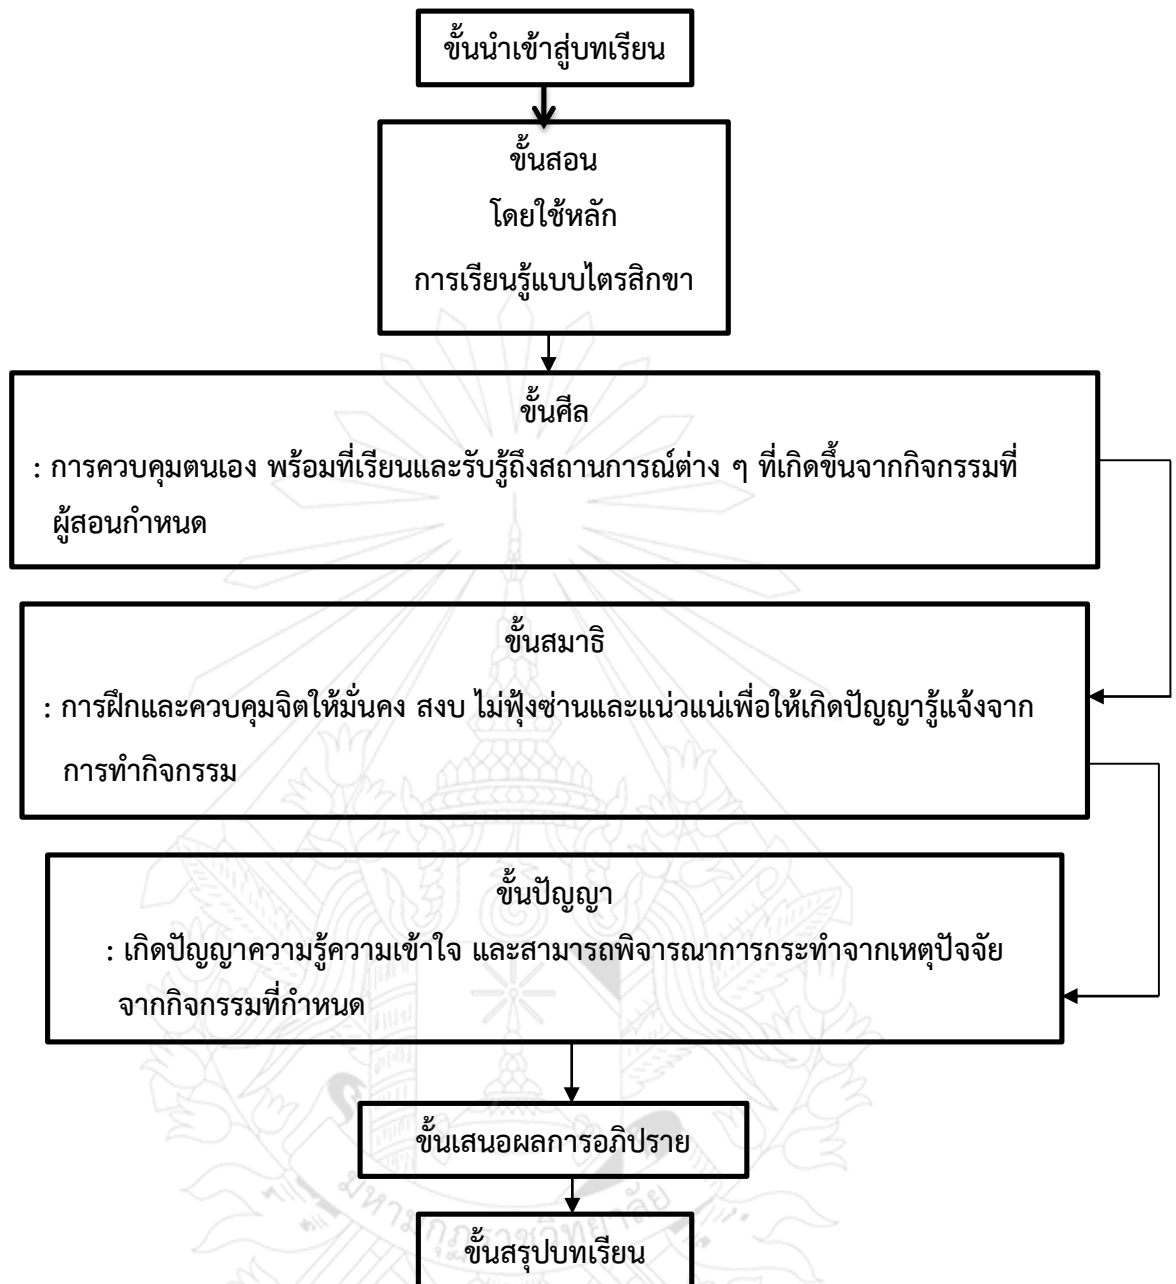 ขั้นนำเข้าสู่บทเรียน
ขั้นสอน
โดยใช้หลัก
การเรียนรู้แบบไตรสิกขา
ขั้นศีล
: การควบคุมตนเอง พร้อมที่เรียนและรับรู้ถึงสถานการณ์ต่าง ๆ ที่เกิดขึ้นจากกิจกรรมที่
ผู้สอนกำหนด
ขั้นสมาธิ
: การฝึกและควบคุมจิตให้มั่นคง สงบ ไม่ฟุ้งซ่านและแน่วแน่เพื่อให้เกิดปัญญารู้แจ้งจาก
การทำกิจกรรม
ขั้นปัญญา
: เกิดปัญญาความรู้ความเข้าใจ และสามารถพิจารณาการกระทำจากเหตุปัจจัย
จากกิจกรรมที่กำหนด
ขั้นเสนอผลการอภิปราย
มหามกุฏราชวิทยาลัย
ขั้นสรุปบทเรียน